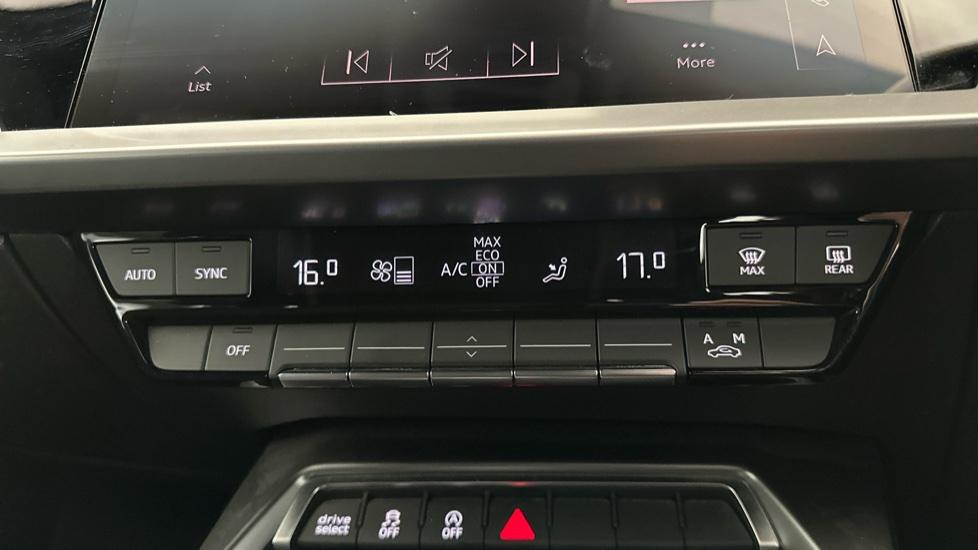 List
More
AUTO
SYNC
16.0
A/C
MAX
ECO
ON
OFF
17.0
MAX
REAR
OFF
A M
drive
select
OFF
OFF